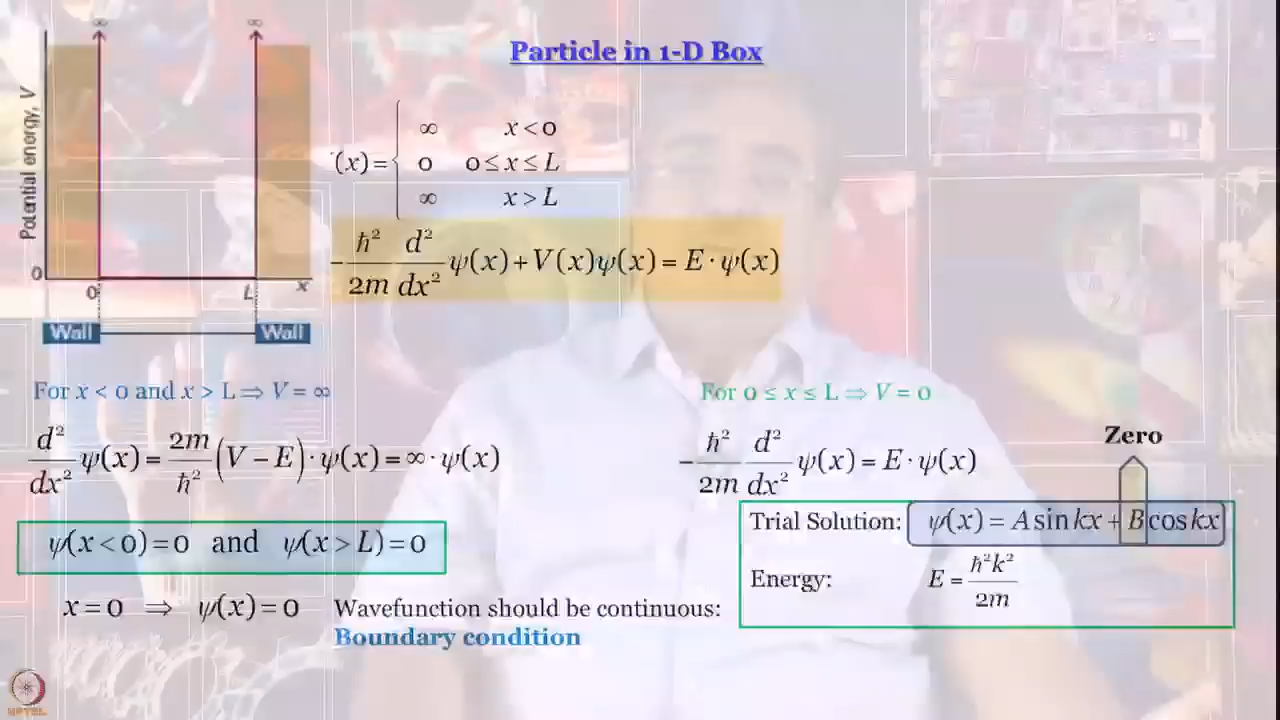 Particle in 1-D Box
∞ ∞
Potential energy, V
0
0 L x
Wall Wall
(x) = { ∞ x < 0
0 0 ≤ x ≤ L
∞ x > L
-ħ²/2m d²/dx² ψ(x) + V(x)ψ(x) = E · ψ(x)
For x < 0 and x > L ⇒ V = ∞
d²/dx² ψ(x) = 2m/ħ² (V − E) · ψ(x) = ∞ · ψ(x)
ψ(x < 0) = 0 and ψ(x > L) = 0
x = 0 ⇒ ψ(x) = 0
Wavefunction should be continuous:
Boundary condition
For 0 ≤ x ≤ L ⇒ V = 0
-ħ²/2m d²/dx² ψ(x) = E · ψ(x)
Zero
Trial Solution: ψ(x) = A sin kx + B cos kx
Energy: E = ħ²k²/2m
NPTEL